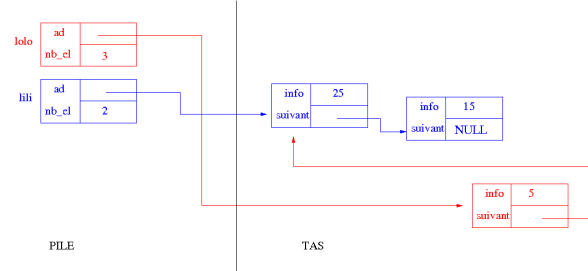 lolo
ad
nb_el
3
lili
ad
nb_el
2
info
25
suivant
info
15
suivant
NULL
info
5
suivant
PILE
TAS